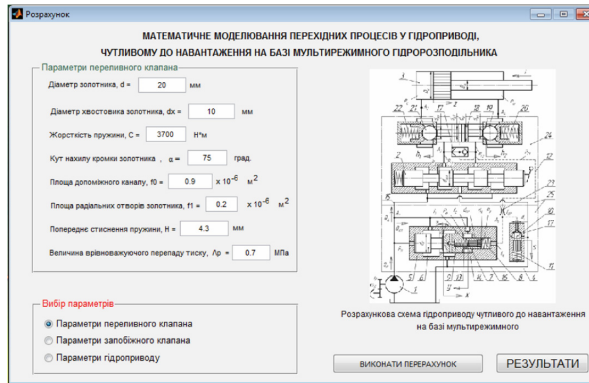 Розрахунок
МАТЕМАТИЧНЕ МОДЕЛЮВАННЯ ПЕРЕХІДНИХ ПРОЦЕСІВ У ГІДРОПРИВОДІ,
ЧУТЛИВОМУ ДО НАВАНТАЖЕННЯ НА БАЗІ МУЛЬТИРЕЖИМНОГО ГІДРОРОЗПОДІЛЬНИКА
Параметри переливного клапана
Діаметр золотника, d = 20 мм
Діаметр хвостовика золотника, dx = 10 мм
Жорсткість пружини, C = 3700 Н*м
Кут нахилу кромки золотника , α = 75 град.
Площа допоміжного каналу, f0 = 0.9 x 10^-6 м^2
Площа радіальних отворів золотника, f1 = 0.2 x 10^-6 м^2
Попереднє стиснення пружини, H = 4.3 мм
Величина врівноважуючого перепаду тиску, Λp = 0.7 МПа
Вибір параметрів
Параметри переливного клапана
Параметри запобіжного клапана
Параметри гідроприводу
Розрахункова схема гідроприводу чутливого до навантаження
на базі мультирежимного
ВИКОНАТИ ПЕРЕРАХУНОК
РЕЗУЛЬТАТИ